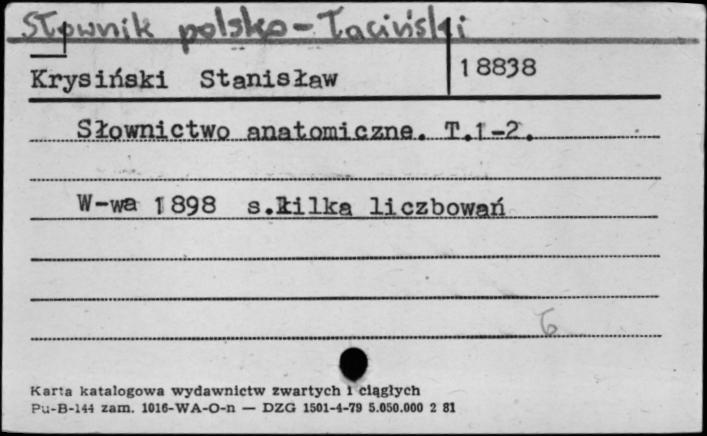 Słownik polsko-łaciński
Krysiński Stanisław
18838
Słownictwo anatomiczne. T.1-2.
W-wa 1898 s.kilka liczbowań
6
Karta katalogowa wydawnictw zwartych i ciągłych
Pu-B-144 zam. 1016-WA-O-n — DZG 1501-4-79 5.050.000 2 81